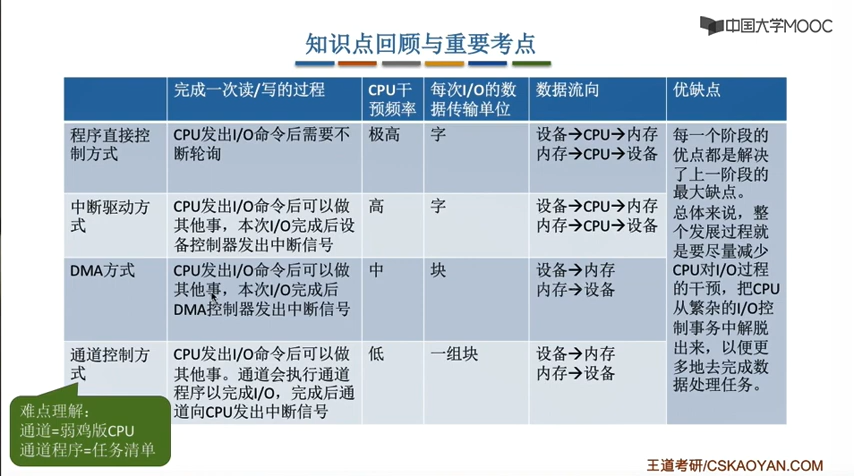 中国大学MOOC
知识点回顾与重要考点
完成一次读/写的过程
CPU干
预频率
每次I/O的数
据传输单位
数据流向
优缺点
程序直接控
制方式
CPU发出I/O命令后需要不
断轮询
极高
字
设备→CPU→内存
内存→CPU→设备
每一个阶段的
优点都是解决
了上一阶段的
最大缺点。
总体来说，整
个发展过程就
是要尽量减少
CPU对I/O过程
的干预，把CPU
从繁杂的I/O控
制事务中解脱
出来，以便更
多地去完成数
据处理任务。
中断驱动方
式
CPU发出I/O命令后可以做
其他事，本次I/O完成后设
备控制器发出中断信号
高
字
设备→CPU→内存
内存→CPU→设备
DMA方式
CPU发出I/O命令后可以做
其他事，本次I/O完成后
DMA控制器发出中断信号
中
块
设备→内存
内存→设备
通道控制方
式
CPU发出I/O命令后可以做
其他事。通道会执行通道
程序以完成I/O，完成后通
道向CPU发出中断信号
低
一组块
设备→内存
内存→设备
难点理解：
通道=弱鸡版CPU
通道程序=任务清单
王道考研/CSKAOYAN.COM